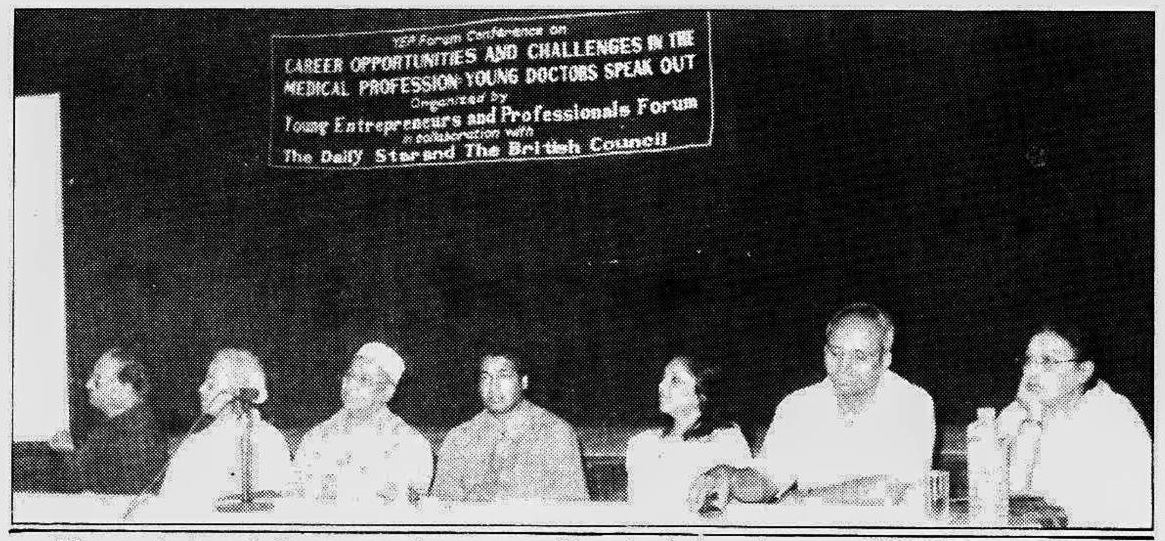 YEP Forum Conference on
CAREER OPPORTUNITIES AND CHALLENGES IN THE
MEDICAL PROFESSION-YOUNG DOCTORS SPEAK OUT
Organized by
Young Entrepreneurs and Professionals Forum
in collaboration with
The Daily Star and The British Council